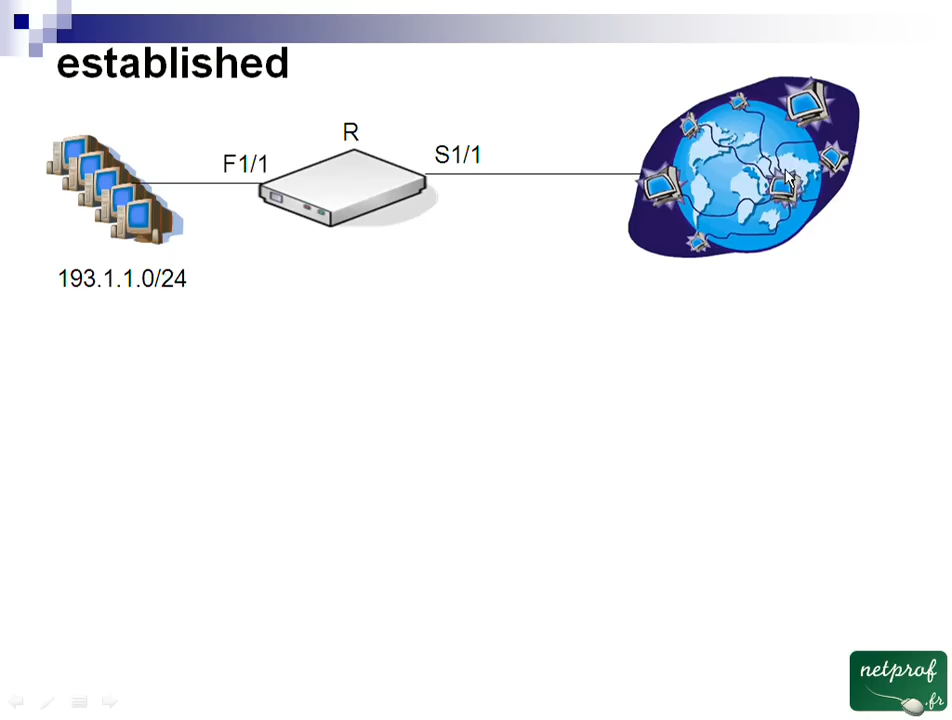 established
R
F1/1
S1/1
193.1.1.0/24
netprof
.fr